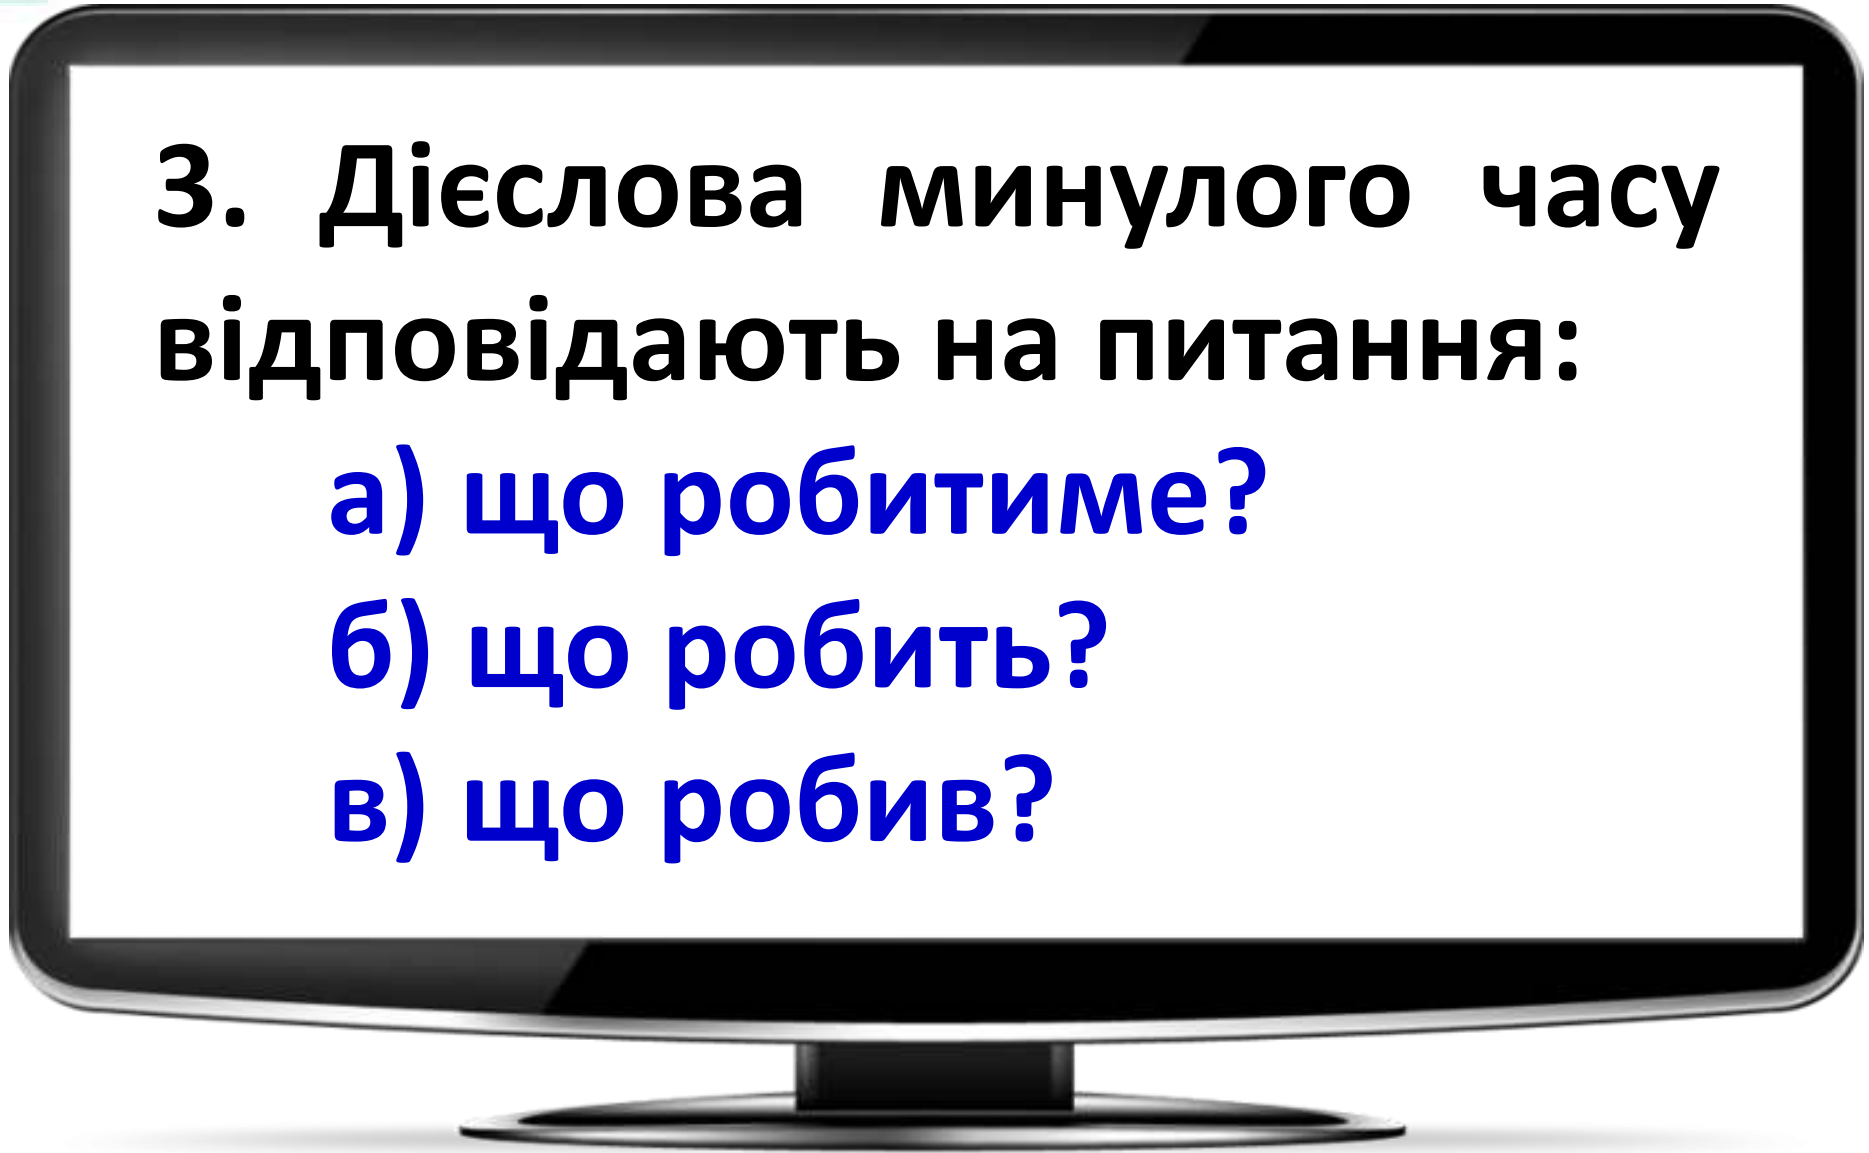 3. Дієслова минулого часу
відповідають на питання:
а) що робитиме?
б) що робить?
в) що робив?